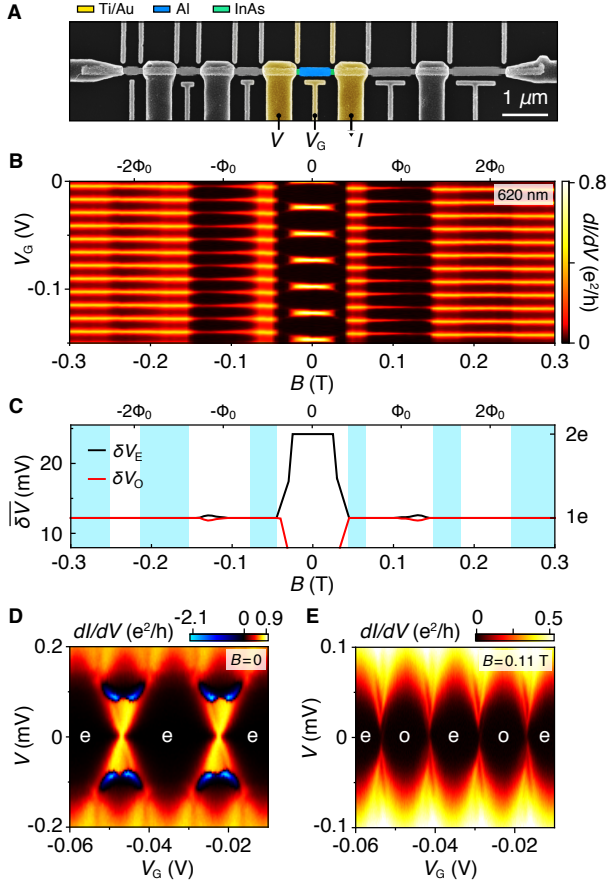 A
Ti/Au Al InAs
1 μm
V V_G I
B
-2Φ₀ -Φ₀ 0 Φ₀ 2Φ₀
0 -0.1
V_G (V)
620 nm
0.8 0
dI/dV (e²/h)
-0.3 -0.2 -0.1 0 0.1 0.2 0.3
B (T)
C
-2Φ₀ -Φ₀ 0 Φ₀ 2Φ₀
δV_E
δV_O
20 10
δV (mV)
2e 1e
-0.3 -0.2 -0.1 0 0.1 0.2 0.3
B (T)
D
dI/dV (e²/h) -2.1 0 0.9
B=0
0.2 0 -0.2
V (mV)
e e e
-0.06 -0.04 -0.02
V_G (V)
E
dI/dV (e²/h) 0 0.5
B=0.11 T
0.1 0 -0.1
V (mV)
e o e o e
-0.06 -0.04 -0.02
V_G (V)